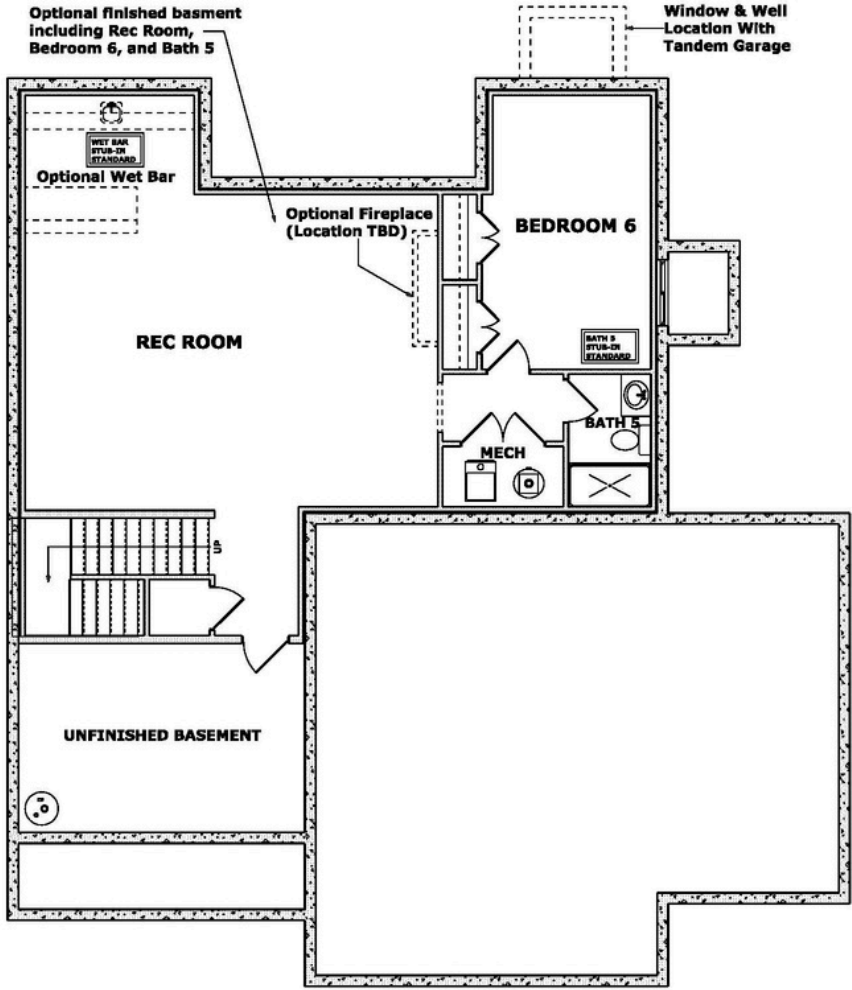 Optional finished basment
including Rec Room,
Bedroom 6, and Bath 5
Window & Well
Location With
Tandem Garage
WET BAR
STUB-IN
STANDARD
Optional Wet Bar
Optional Fireplace
(Location TBD)
BEDROOM 6
REC ROOM
BATH 5
STUB-IN
STANDARD
BATH 5
MECH
UP
UNFINISHED BASEMENT